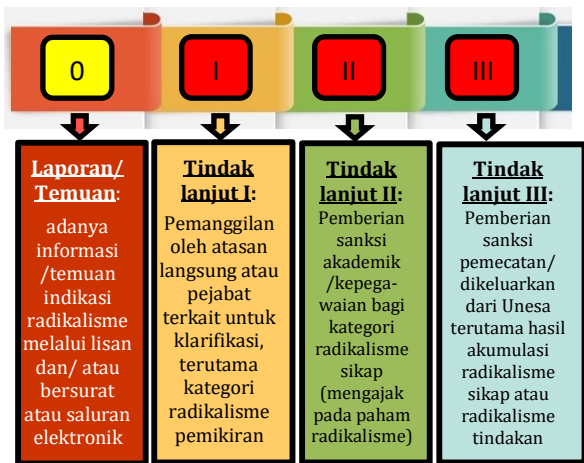 0
I
II
III
Laporan/
Temuan:
adanya
informasi
/temuan
indikasi
radikalisme
melalui lisan
dan/ atau
bersurat
atau saluran
elektronik
Tindak
lanjut I:
Pemanggilan
oleh atasan
langsung atau
pejabat
terkait untuk
klarifikasi,
terutama
kategori
radikalisme
pemikiran
Tindak
lanjut II:
Pemberian
sanksi
akademik
/kepega-
waian bagi
kategori
radikalisme
sikap
(mengajak
pada paham
radikalisme)
Tindak
lanjut III:
Pemberian
sanksi
pemecatan/
dikeluarkan
dari Unesa
terutama hasil
akumulasi
radikalisme
sikap atau
radikalisme
tindakan